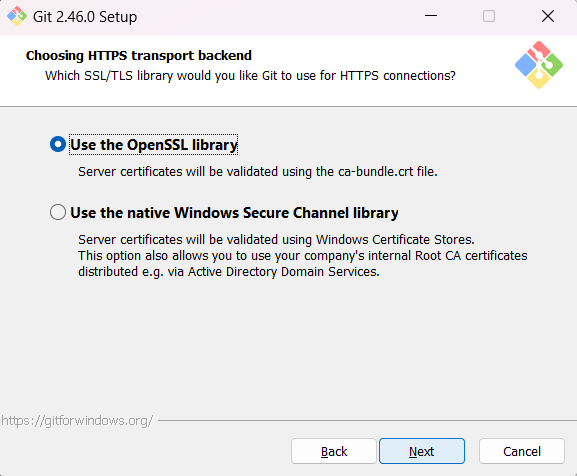 Git 2.46.0 Setup
Choosing HTTPS transport backend
Which SSL/TLS library would you like Git to use for HTTPS connections?
Use the OpenSSL library
Server certificates will be validated using the ca-bundle.crt file.
Use the native Windows Secure Channel library
Server certificates will be validated using Windows Certificate Stores.
This option also allows you to use your company's internal Root CA certificates
distributed e.g. via Active Directory Domain Services.
https://gitforwindows.org/
Back Next Cancel